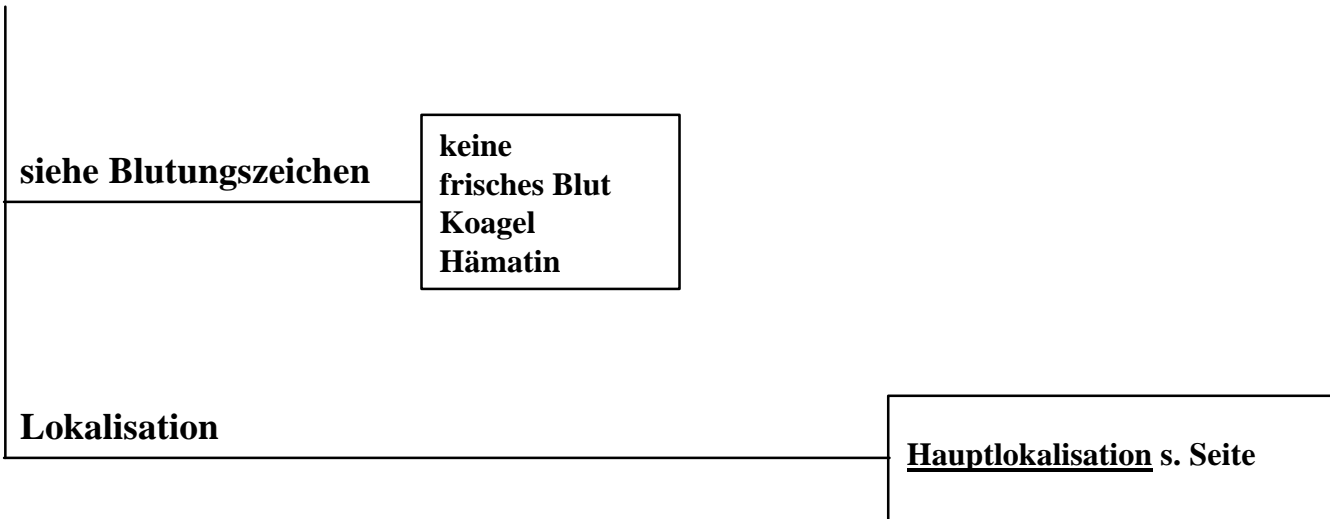 siehe Blutungszeichen
keine
frisches Blut
Koagel
Hämatin
Lokalisation
Hauptlokalisation s. Seite